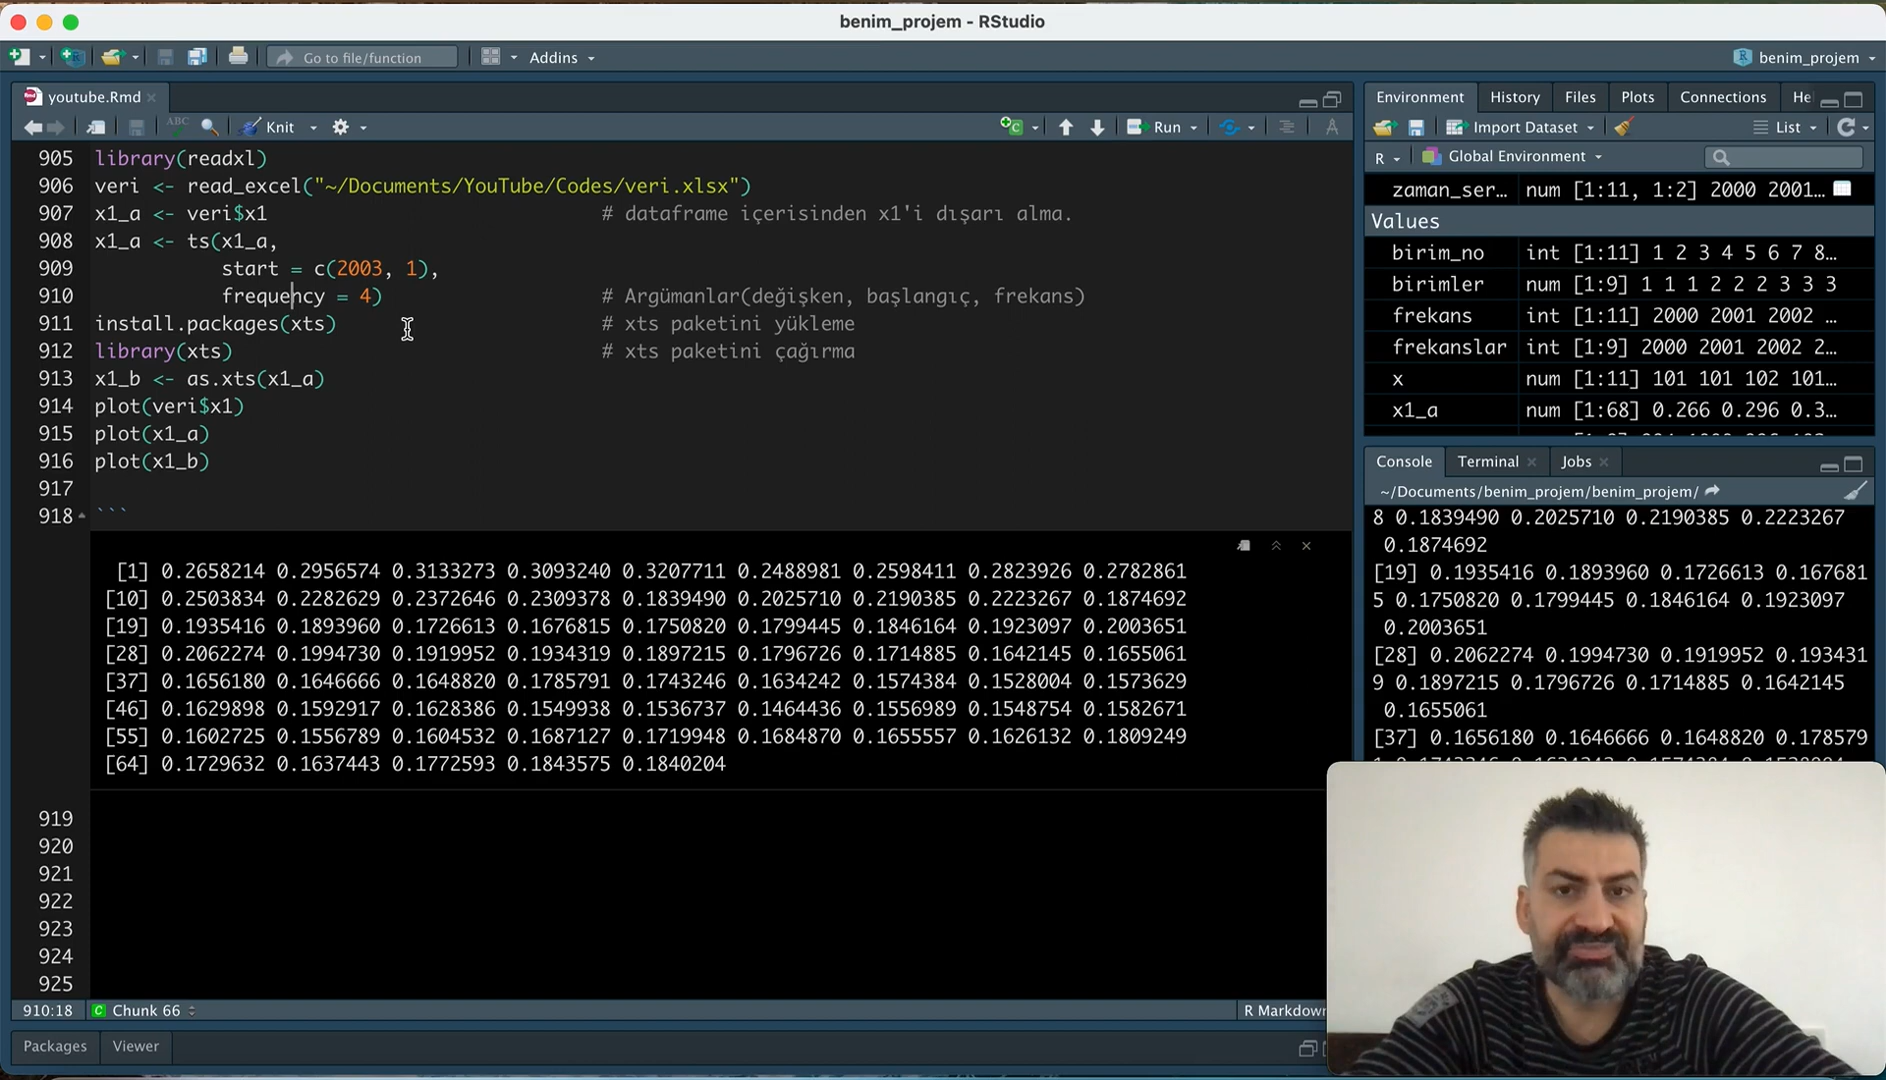 benim_projem - RStudio
Go to file/function
Addins
benim_projem
youtube.Rmd
ABC
Knit
Run
905 library(readxl)
906 veri <- read_excel("~/Documents/YouTube/Codes/veri.xlsx")
907 x1_a <- veri$x1 # dataframe içerisinden x1'i dışarı alma.
908 x1_a <- ts(x1_a,
909 start = c(2003, 1),
910 frequency = 4) # Argümanlar(değişken, başlangıç, frekans)
911 install.packages(xts) # xts paketini yükleme
912 library(xts) # xts paketini çağırma
913 x1_b <- as.xts(x1_a)
914 plot(veri$x1)
915 plot(x1_a)
916 plot(x1_b)
917
918 ```
[1] 0.2658214 0.2956574 0.3133273 0.3093240 0.3207711 0.2488981 0.2598411 0.2823926 0.2782861
[10] 0.2503834 0.2282629 0.2372646 0.2309378 0.1839490 0.2025710 0.2190385 0.2223267 0.1874692
[19] 0.1935416 0.1893960 0.1726613 0.1676815 0.1750820 0.1799445 0.1846164 0.1923097 0.2003651
[28] 0.2062274 0.1994730 0.1919952 0.1934319 0.1897215 0.1796726 0.1714885 0.1642145 0.1655061
[37] 0.1656180 0.1646666 0.1648820 0.1785791 0.1743246 0.1634242 0.1574384 0.1528004 0.1573629
[46] 0.1629898 0.1592917 0.1628386 0.1549938 0.1536737 0.1464436 0.1556989 0.1548754 0.1582671
[55] 0.1602725 0.1556789 0.1604532 0.1687127 0.1719948 0.1684870 0.1655557 0.1626132 0.1809249
[64] 0.1729632 0.1637443 0.1772593 0.1843575 0.1840204
919
920
921
922
923
924
925
910:18 Chunk 66 R Markdown
Packages Viewer
Environment History Files Plots Connections He
Import Dataset List
R Global Environment
zaman_ser… num [1:11, 1:2] 2000 2001…
Values
birim_no int [1:11] 1 2 3 4 5 6 7 8…
birimler int [1:9] 1 1 1 2 2 2 3 3 3
frekans int [1:11] 2000 2001 2002 …
frekanslar int [1:9] 2000 2001 2002 2…
x num [1:11] 101 101 102 101…
x1_a num [1:68] 0.266 0.296 0.3…
Console Terminal Jobs
~/Documents/benim_projem/benim_projem/
8 0.1839490 0.2025710 0.2190385 0.2223267
0.1874692
[19] 0.1935416 0.1893960 0.1726613 0.167681
5 0.1750820 0.1799445 0.1846164 0.1923097
0.2003651
[28] 0.2062274 0.1994730 0.1919952 0.193431
9 0.1897215 0.1796726 0.1714885 0.1642145
0.1655061
[37] 0.1656180 0.1646666 0.1648820 0.178579